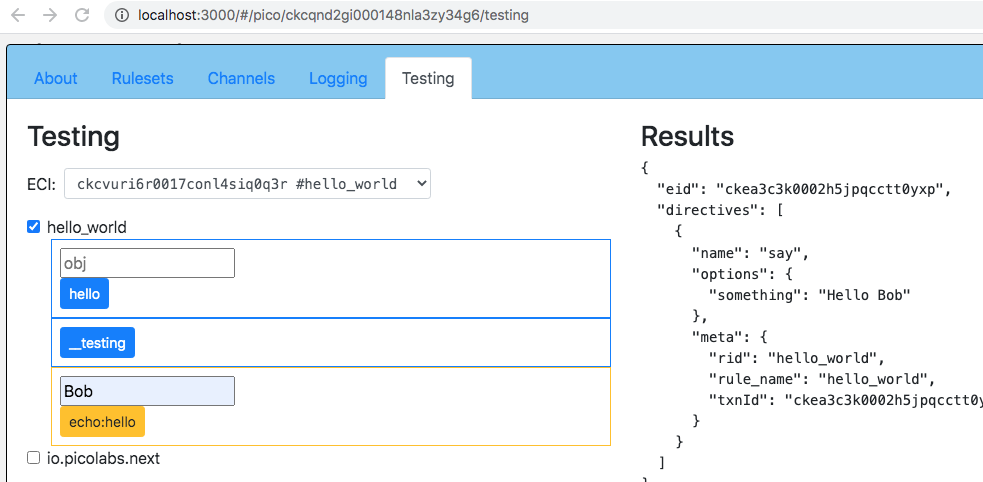 localhost:3000/#/pico/ckcqnd2gi000148nla3zy34g6/testing
About Rulesets Channels Logging Testing
Testing
ECI: ckcvuri6r0017conl4siq0q3r #hello_world
hello_world
obj
hello
__testing
Bob
echo:hello
io.picolabs.next
Results
{
"eid": "ckea3c3k0002h5jpqcctt0yxp",
"directives": [
{
"name": "say",
"options": {
"something": "Hello Bob"
},
"meta": {
"rid": "hello_world",
"rule_name": "hello_world",
"txnId": "ckea3c3k0002h5jpqcctt0y
}
}
]